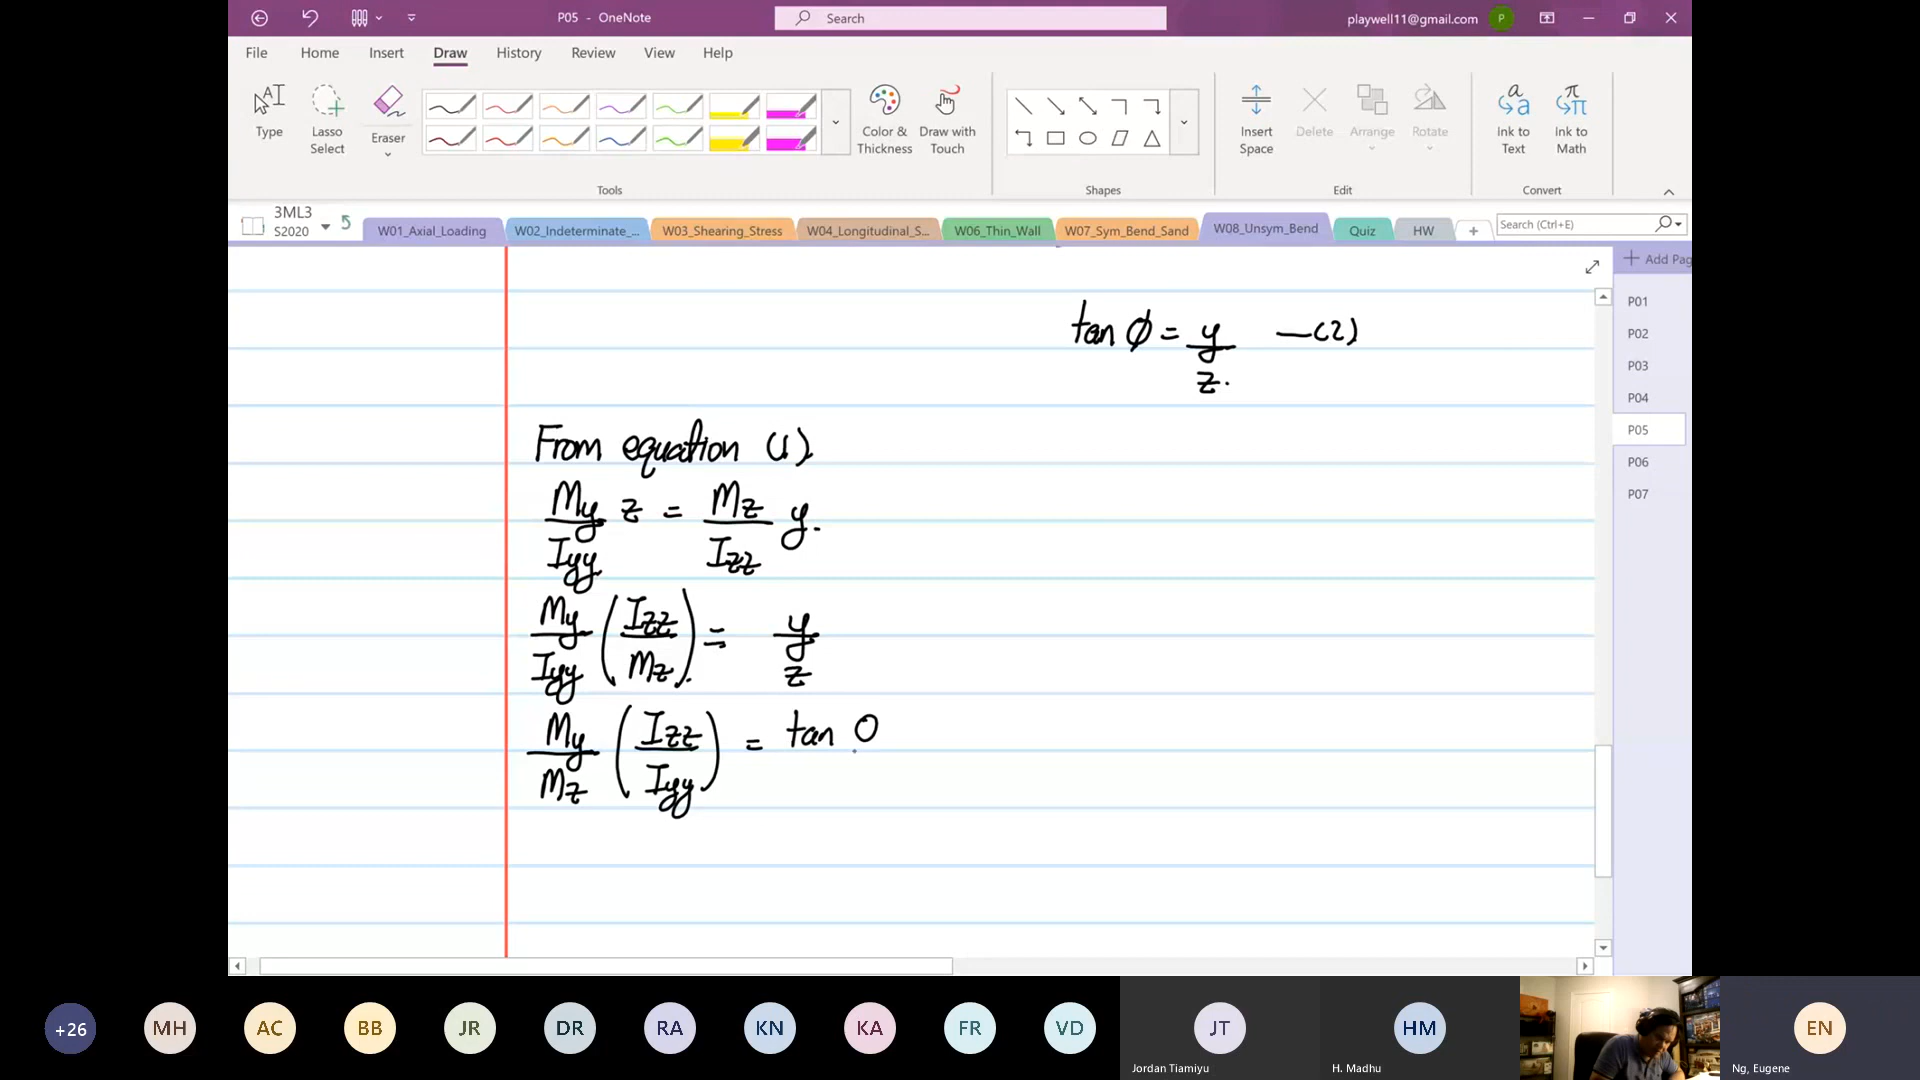 P05 - OneNote
Search
playwell11@gmail.com
P
File Home Insert Draw History Review View Help
Type
Lasso Select
Eraser
Color & Thickness
Draw with Touch
Insert Space
Delete
Arrange
Rotate
Ink to Text
Ink to Math
Tools
Shapes
Edit
Convert
3ML3 S2020
W01_Axial_Loading
W02_Indeterminate_...
W03_Shearing_Stress
W04_Longitudinal_S...
W06_Thin_Wall
W07_Sym_Bend_Sand
W08_Unsym_Bend
Quiz
HW
+
Search (Ctrl+E)
Add Pag
P01
P02
P03
P04
P05
P06
P07
tan ϕ = y/z. —(2)
From equation (1)
My/Iyy z = Mz/Izz y.
My/Iyy (Izz/Mz) = y/z
My/Mz (Izz/Iyy) = tan O
+26 MH AC BB JR DR RA KN KA FR VD JT HM EN
Jordan Tiamiyu
H. Madhu
Ng, Eugene